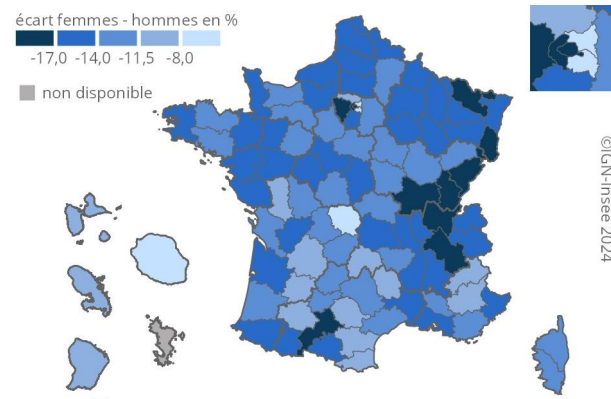 écart femmes - hommes en %
-17,0 -14,0 -11,5 -8,0
non disponible
©IGN-Insee 2024